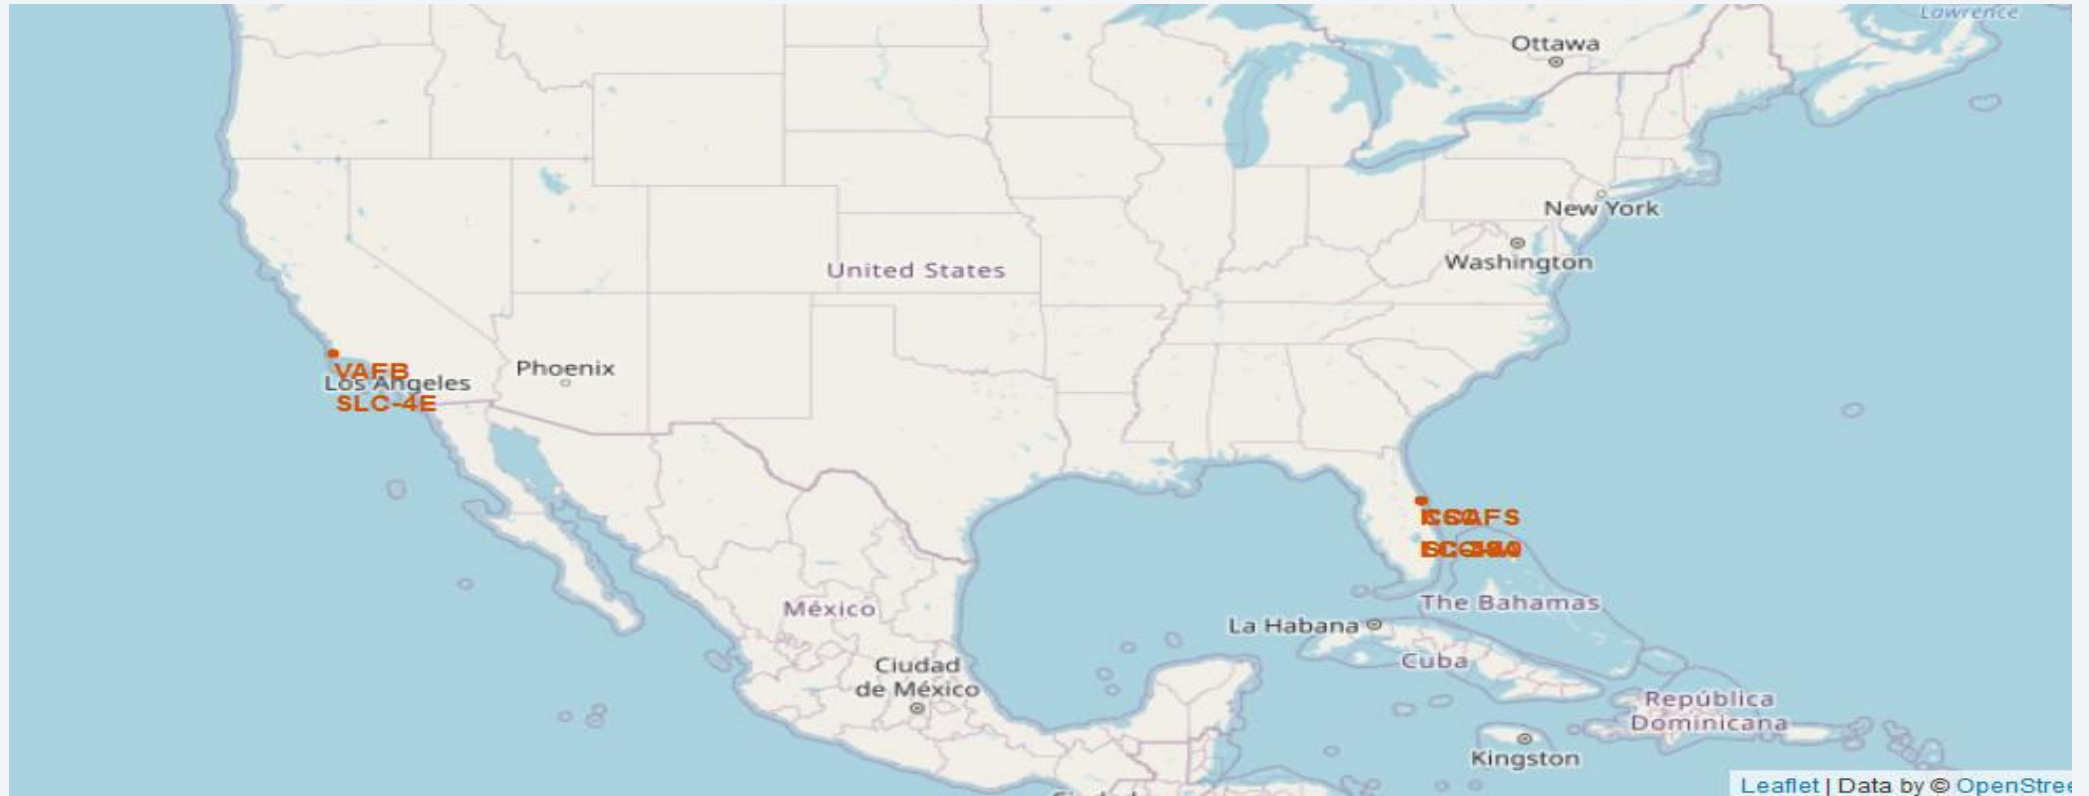 Lawrence
Ottawa
New York
Washington
United States
Phoenix
VAFB
Los Angeles
SLC-4E
México
The Bahamas
La Habana
Cuba
Ciudad
de México
República
Dominicana
Kingston
Leaflet | Data by © OpenStree